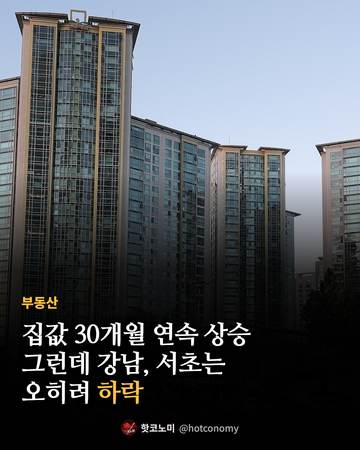 부동산
집값 30개월 연속 상승
그런데 강남, 서초는
오히려 하락
핫코노미 @hotconomy